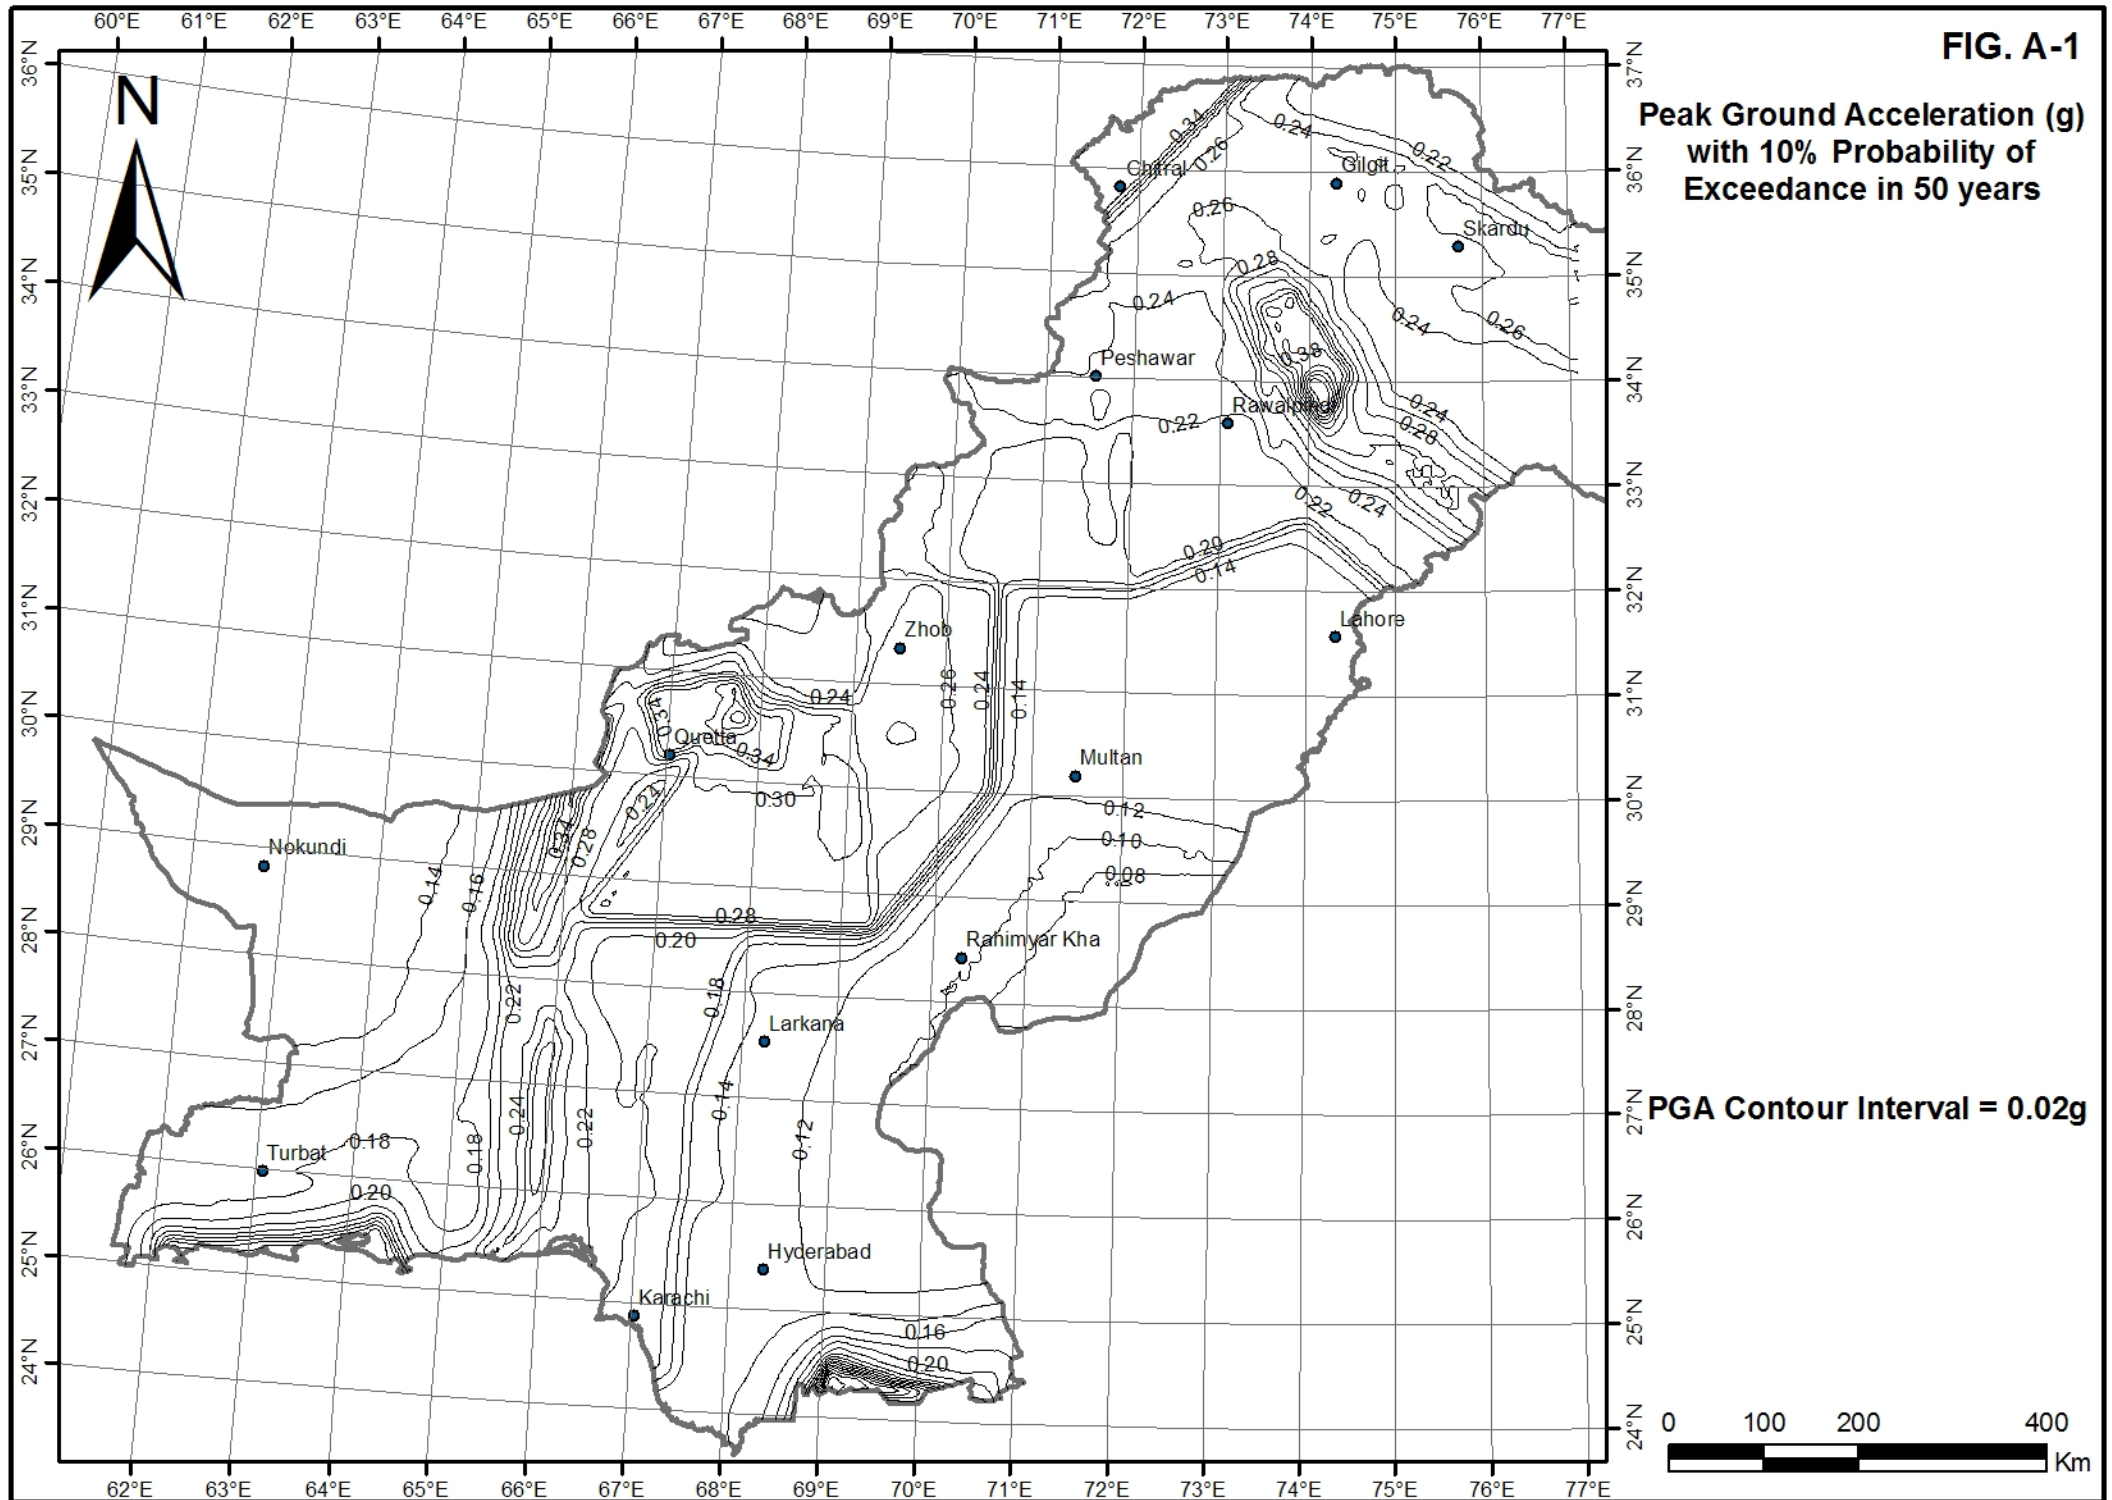 60°E 61°E 62°E 63°E 64°E 65°E 66°E 67°E 68°E 69°E 70°E 71°E 72°E 73°E 74°E 75°E 76°E 77°E
FIG. A-1
Peak Ground Acceleration (g)
with 10% Probability of
Exceedance in 50 years
N
36°N
35°N
34°N
33°N
32°N
31°N
30°N
29°N
28°N
27°N
26°N
25°N
24°N
37°N
36°N
35°N
34°N
33°N
32°N
31°N
30°N
29°N
28°N
27°N
26°N
25°N
24°N
0.34
0.24
0.26
0.22
Chitral
Gilgit
0.26
Skardu
0.28
0.24
0.24
0.26
0.38
Peshawar
Rawalpindi
0.24
0.22
0.28
0.22
0.24
0.20
0.14
Lahore
Zhob
0.26
0.24
0.14
0.24
0.34
Quetta
0.34
Multan
0.30
0.24
0.12
0.10
0.08
0.34
0.28
Nokundi
0.14
0.16
0.28
0.20
Rahimyar Kha
0.22
0.18
Larkana
0.14
0.24
0.22
0.12
0.18
0.18
Turbat
0.20
PGA Contour Interval = 0.02g
Hyderabad
Karachi
0.16
0.20
0 100 200 400
Km
62°E 63°E 64°E 65°E 66°E 67°E 68°E 69°E 70°E 71°E 72°E 73°E 74°E 75°E 76°E 77°E